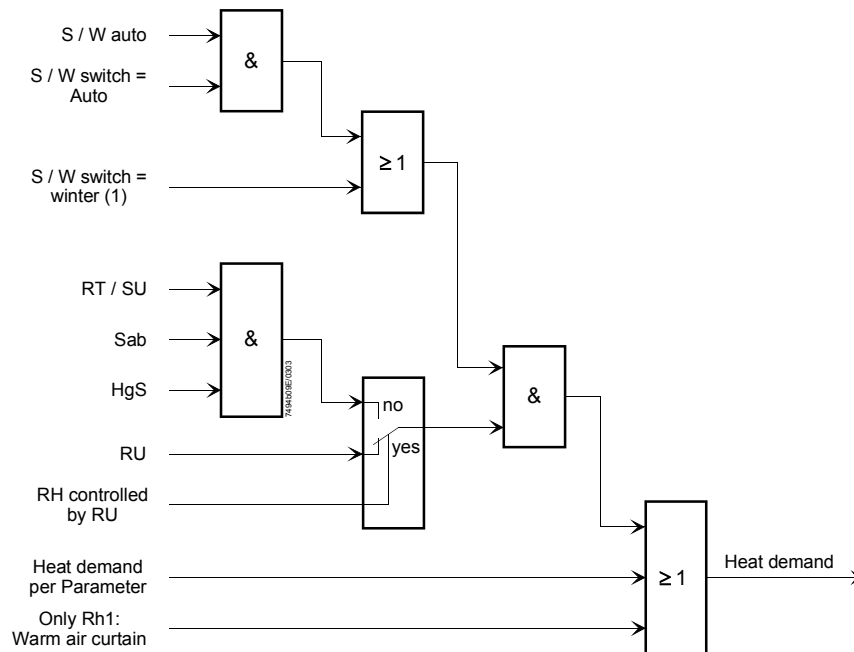 S / W auto
S / W switch =
Auto
&
≥ 1
S / W switch =
winter (1)
RT / SU
Sab
HgS
&
7494b09E/0303
no
yes
RU
RH controlled
by RU
&
Heat demand
per Parameter
Only Rh1:
Warm air curtain
≥ 1
Heat demand